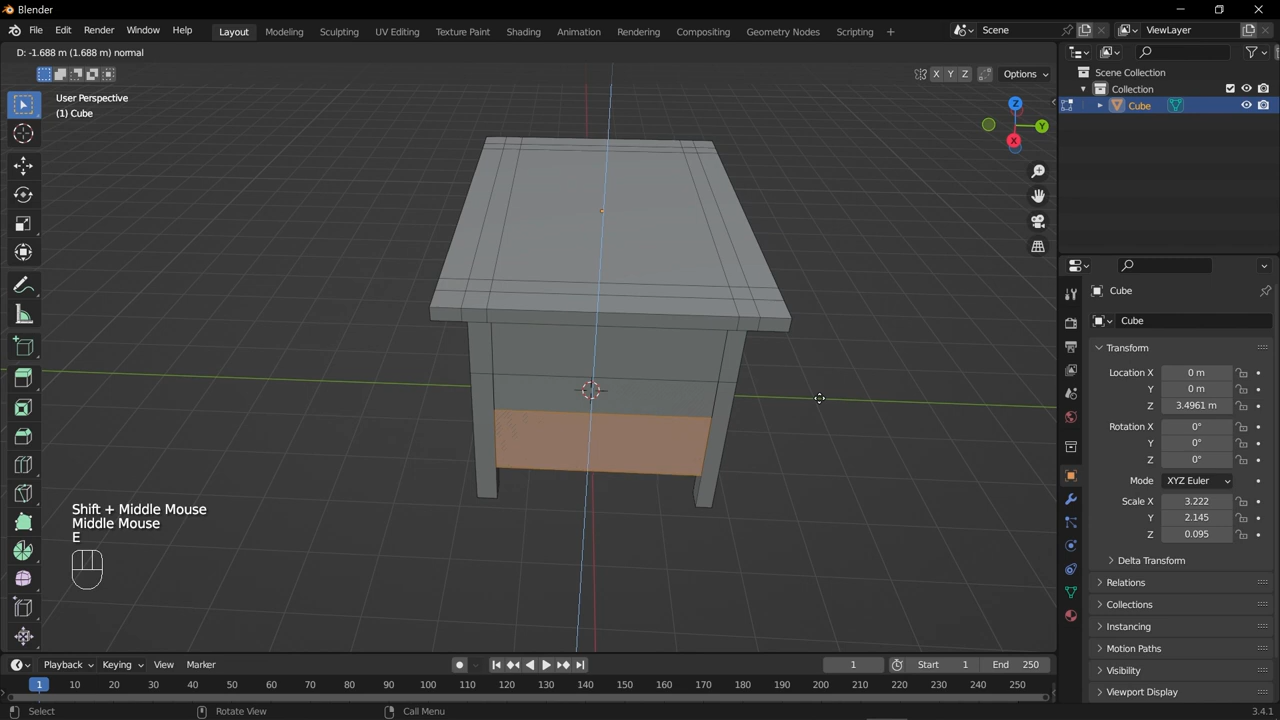 Blender
File Edit Render Window Help Layout Modeling Sculpting UV Editing Texture Paint Shading Animation Rendering Compositing Geometry Nodes Scripting + Scene ViewLayer
D: -1.688 m (1.688 m) normal
X Y Z Options
User Perspective
(1) Cube
Z
Y
X
Scene Collection
Collection
Cube
Cube
Cube
Transform
Location X 0 m
Y 0 m
Z 3.4961 m
Rotation X 0°
Y 0°
Z 0°
Mode XYZ Euler
Scale X 3.222
Y 2.145
Z 0.095
Delta Transform
Relations
Collections
Instancing
Motion Paths
Visibility
Viewport Display
Shift + Middle Mouse
Middle Mouse
E
Playback Keying View Marker 1 Start 1 End 250
1 10 20 30 40 50 60 70 80 90 100 110 120 130 140 150 160 170 180 190 200 210 220 230 240 250
Select Rotate View Call Menu 3.4.1